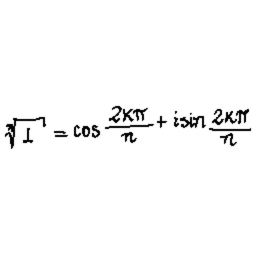 ⁿ√1 = cos 2kπ/n + i sin 2kπ/n